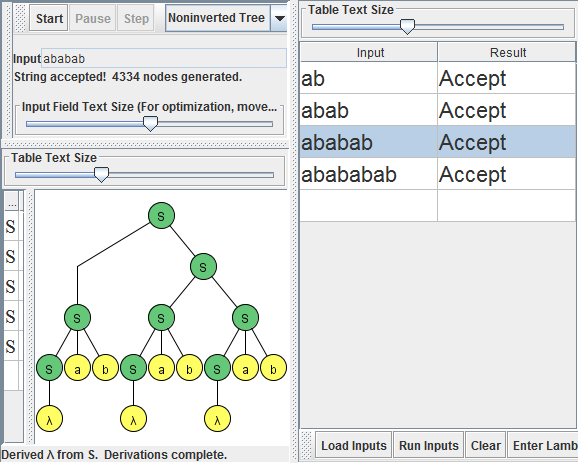 Start Pause Step Noninverted Tree
Input ababab
String accepted! 4334 nodes generated.
Input Field Text Size (For optimization, move...
Table Text Size
...
S
S
S
S
S
S
S
S S S
S a b S a b S a b
λ λ λ
Derived λ from S. Derivations complete.
Table Text Size
Input Result
ab Accept
abab Accept
ababab Accept
abababab Accept
Load Inputs Run Inputs Clear Enter Lamb